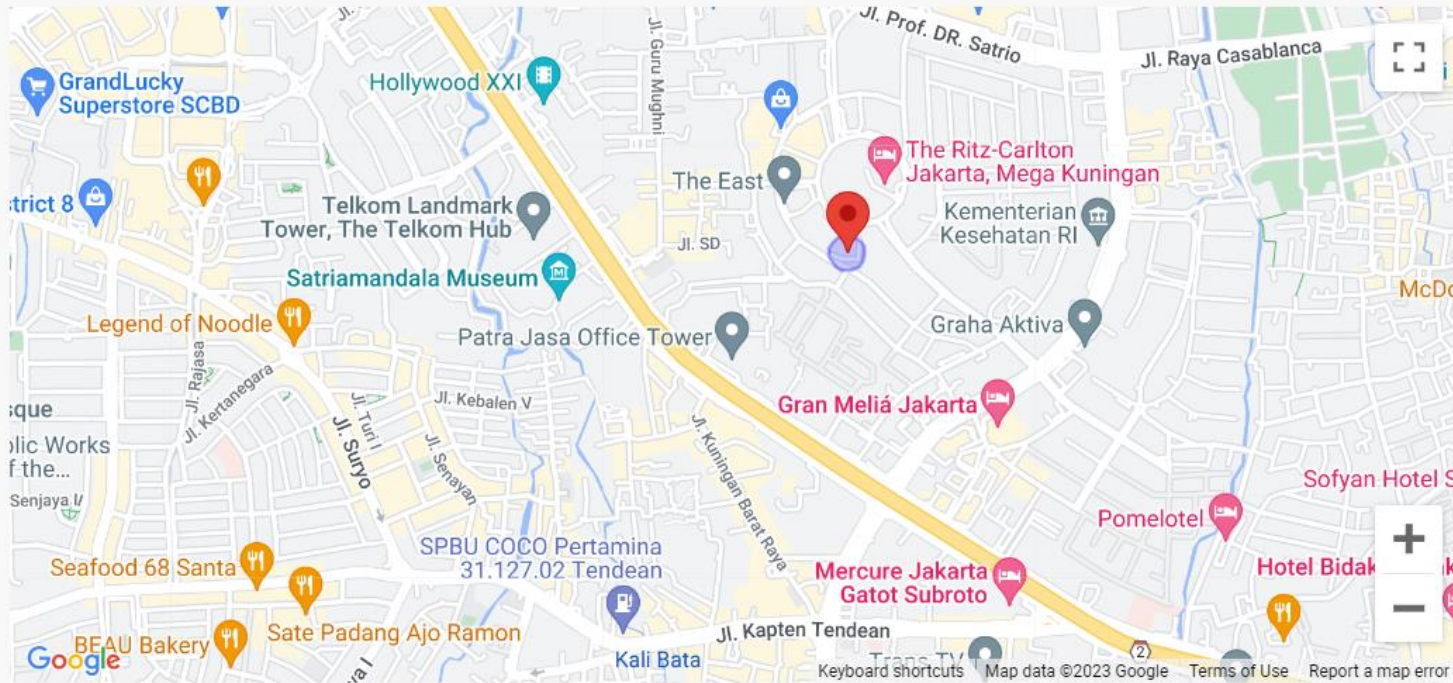 Jl. Prof. DR. Satrio
Jl. Raya Casablanca
GrandLucky
Superstore SCBD
Hollywood XXI
Jl. Guru Mughni
The Ritz-Carlton
Jakarta, Mega Kuningan
The East
strict 8
Telkom Landmark
Tower, The Telkom Hub
Kementerian
Kesehatan RI
Jl. SD
Satriamandala Museum
M
McDo
Legend of Noodle
Patra Jasa Office Tower
Graha Aktiva
Jl. Rajasa
Jl. Kertanegara
Jl. Turi I
Jl. Kebalen V
Gran Meliá Jakarta
sque
Jl. Suryo
Jl. Senayan
Jl. Kuningan Barat Raya
blic Works
f the...
Senjaya I/
Sofyan Hotel S
Pomelotel
+
SPBU COCO Pertamina
31.127.02 Tendean
Seafood 68 Santa
Mercure Jakarta
Gatot Subroto
Hotel Bidak
−
Sate Padang Ajo Ramon
BEAU Bakery
Jl. Kapten Tendean
2
Trans TV
Kali Bata
Google
Keyboard shortcuts Map data ©2023 Google Terms of Use Report a map error